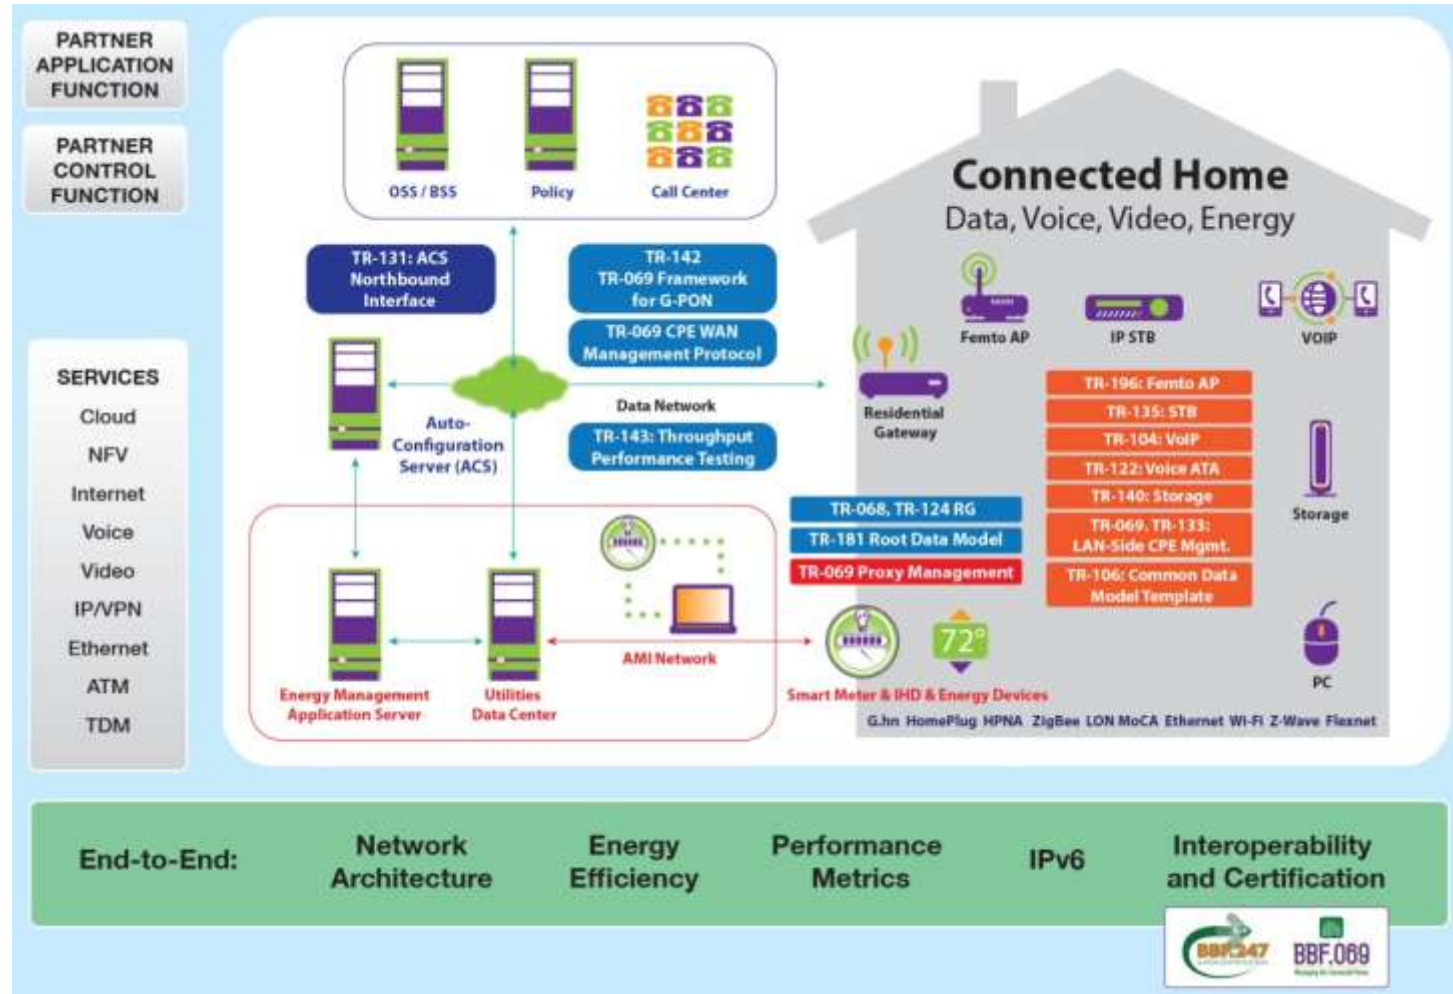 PARTNER
APPLICATION
FUNCTION
PARTNER
CONTROL
FUNCTION
SERVICES
Cloud
NFV
Internet
Voice
Video
IP/VPN
Ethernet
ATM
TDM
OSS / BSS
Policy
Call Center
TR-131: ACS
Northbound
Interface
TR-142
TR-069 Framework
for G-PON
TR-069 CPE WAN
Management Protocol
Auto-
Configuration
Server (ACS)
Data Network
TR-143: Throughput
Performance Testing
Energy Management
Application Server
Utilities
Data Center
AMI Network
Connected Home
Data, Voice, Video, Energy
Femto AP
IP STB
VOIP
Residential
Gateway
TR-196: Femto AP
TR-135: STB
TR-104: VoIP
TR-122: Voice ATA
TR-140: Storage
TR-069. TR-133:
LAN-Side CPE Mgmt.
TR-106: Common Data
Model Template
Storage
TR-068, TR-124 RG
TR-181 Root Data Model
TR-069 Proxy Management
72°
PC
Smart Meter & IHD & Energy Devices
G.hn HomePlug HPNA ZigBee LON MoCA Ethernet Wi-Fi Z-Wave Flexnet
End-to-End:
Network
Architecture
Energy
Efficiency
Performance
Metrics
IPv6
Interoperability
and Certification
BBF.247
BBF.069
Managing the Connected Home